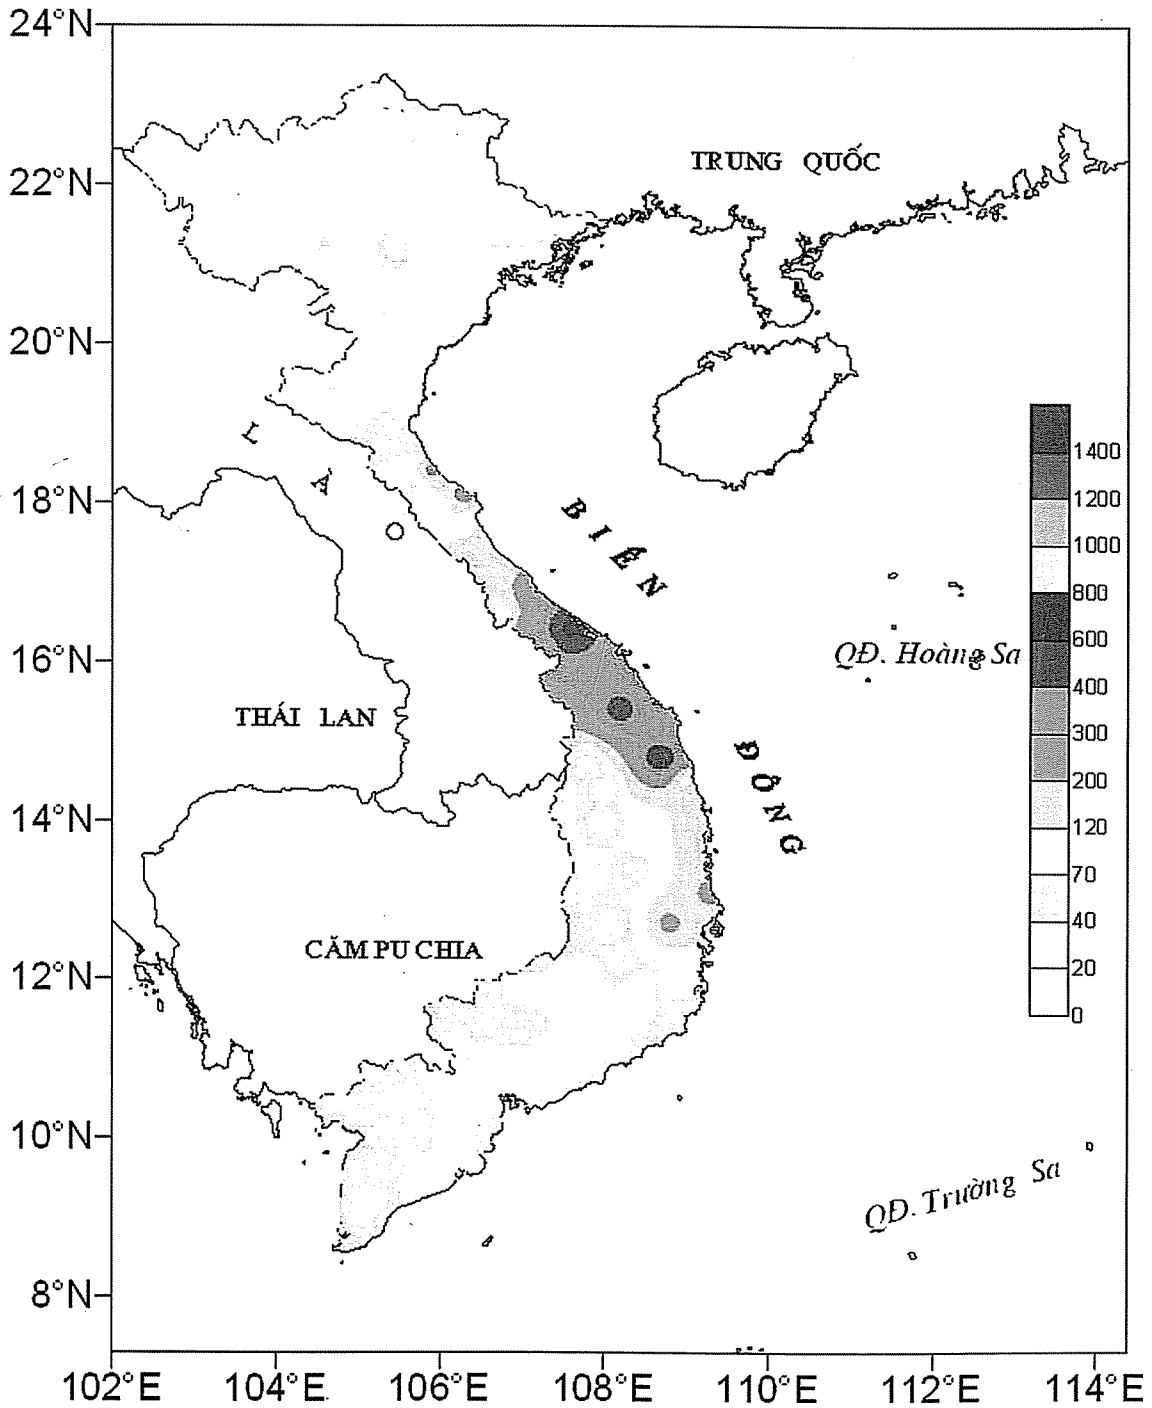 24°N
TRUNG QUỐC
22°N
20°N
L
A
O
18°N
BIỂN
1400
1200
1000
800
600
400
300
200
120
70
40
20
0
16°N
QĐ. Hoàng Sa
THÁI LAN
ĐÔNG
14°N
CĂM PU CHIA
12°N
10°N
QĐ. Trường Sa
8°N
102°E 104°E 106°E 108°E 110°E 112°E 114°E